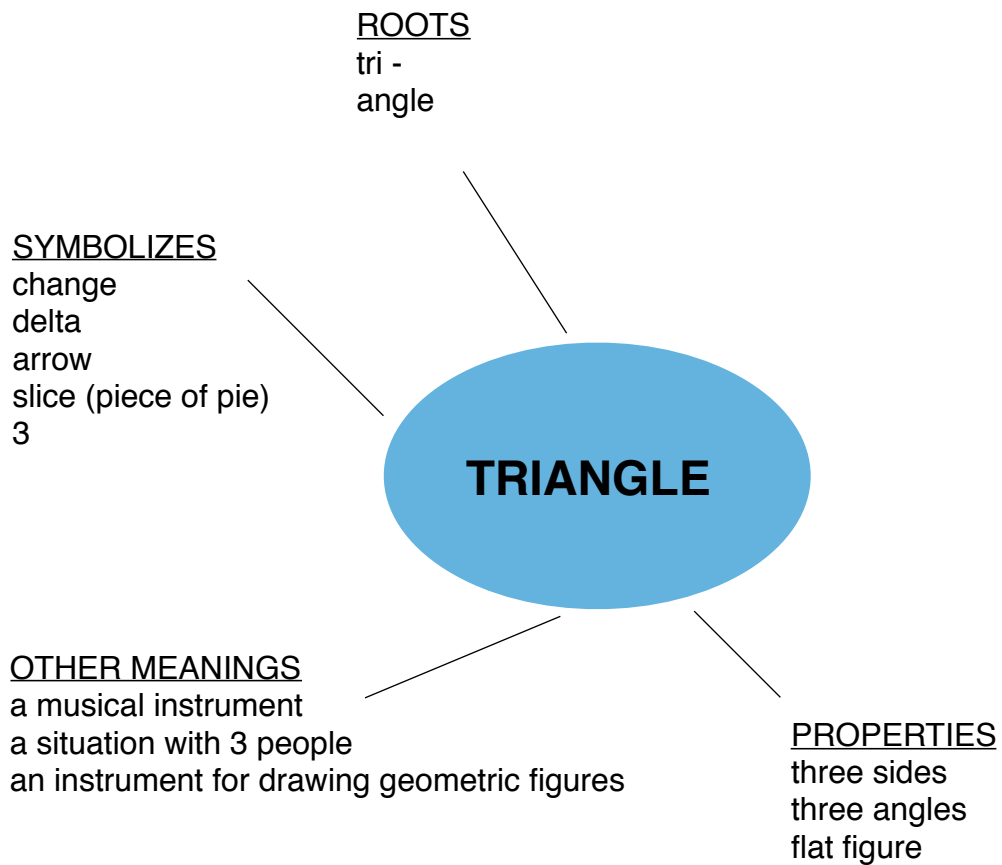 ROOTS
tri -
angle
SYMBOLIZES
change
delta
arrow
slice (piece of pie)
3
TRIANGLE
OTHER MEANINGS
a musical instrument
a situation with 3 people
an instrument for drawing geometric figures
PROPERTIES
three sides
three angles
flat figure